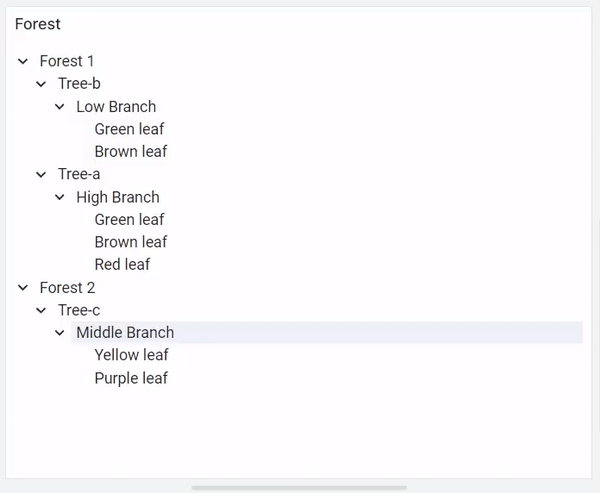 Forest
Forest 1
Tree-b
Low Branch
Green leaf
Brown leaf
Tree-a
High Branch
Green leaf
Brown leaf
Red leaf
Forest 2
Tree-c
Middle Branch
Yellow leaf
Purple leaf